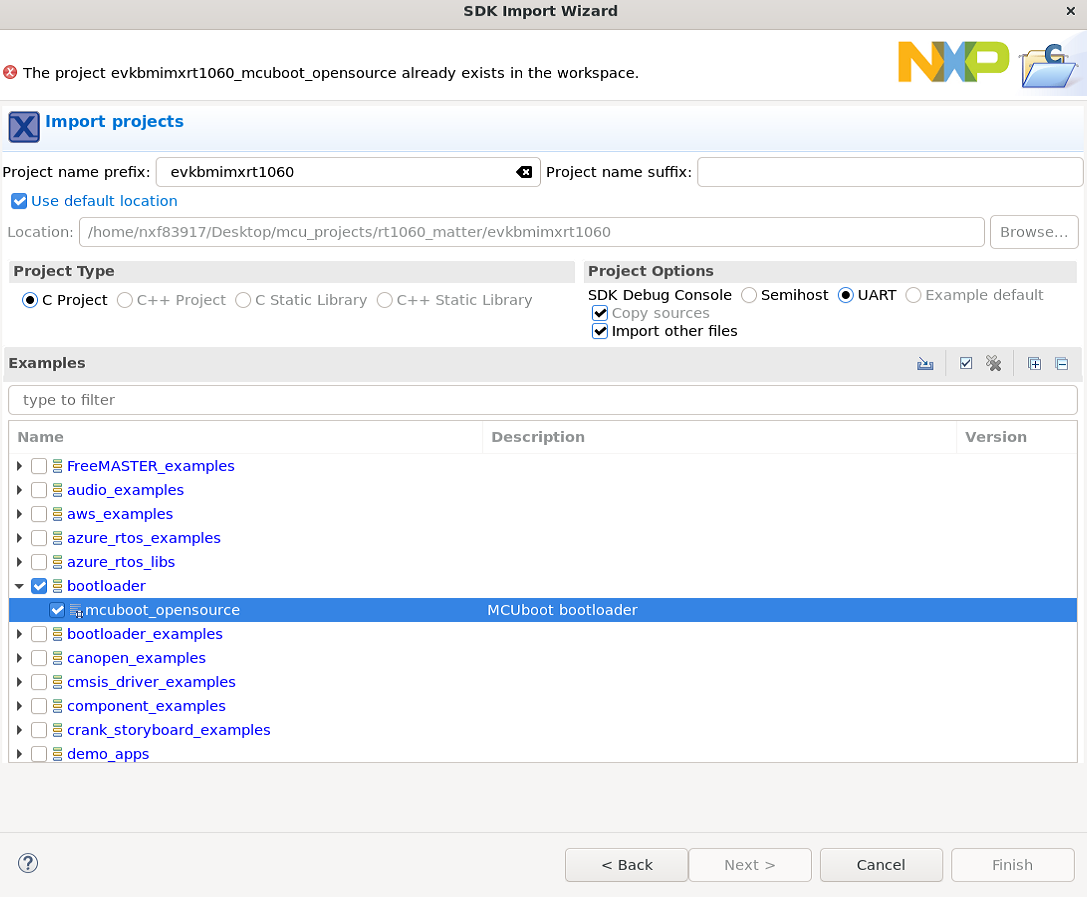 SDK Import Wizard
The project evkbmimxrt1060_mcuboot_opensource already exists in the workspace.
NXP
C
Import projects
Project name prefix: evkbmimxrt1060 Project name suffix:
Use default location
Location: /home/nxf83917/Desktop/mcu_projects/rt1060_matter/evkbmimxrt1060 Browse...
Project Type
C Project C++ Project C Static Library C++ Static Library
Project Options
SDK Debug Console Semihost UART Example default
Copy sources
Import other files
Examples
type to filter
Name Description Version
FreeMASTER_examples
audio_examples
aws_examples
azure_rtos_examples
azure_rtos_libs
bootloader
mcuboot_opensource MCUboot bootloader
bootloader_examples
canopen_examples
cmsis_driver_examples
component_examples
crank_storyboard_examples
demo_apps
? < Back Next > Cancel Finish